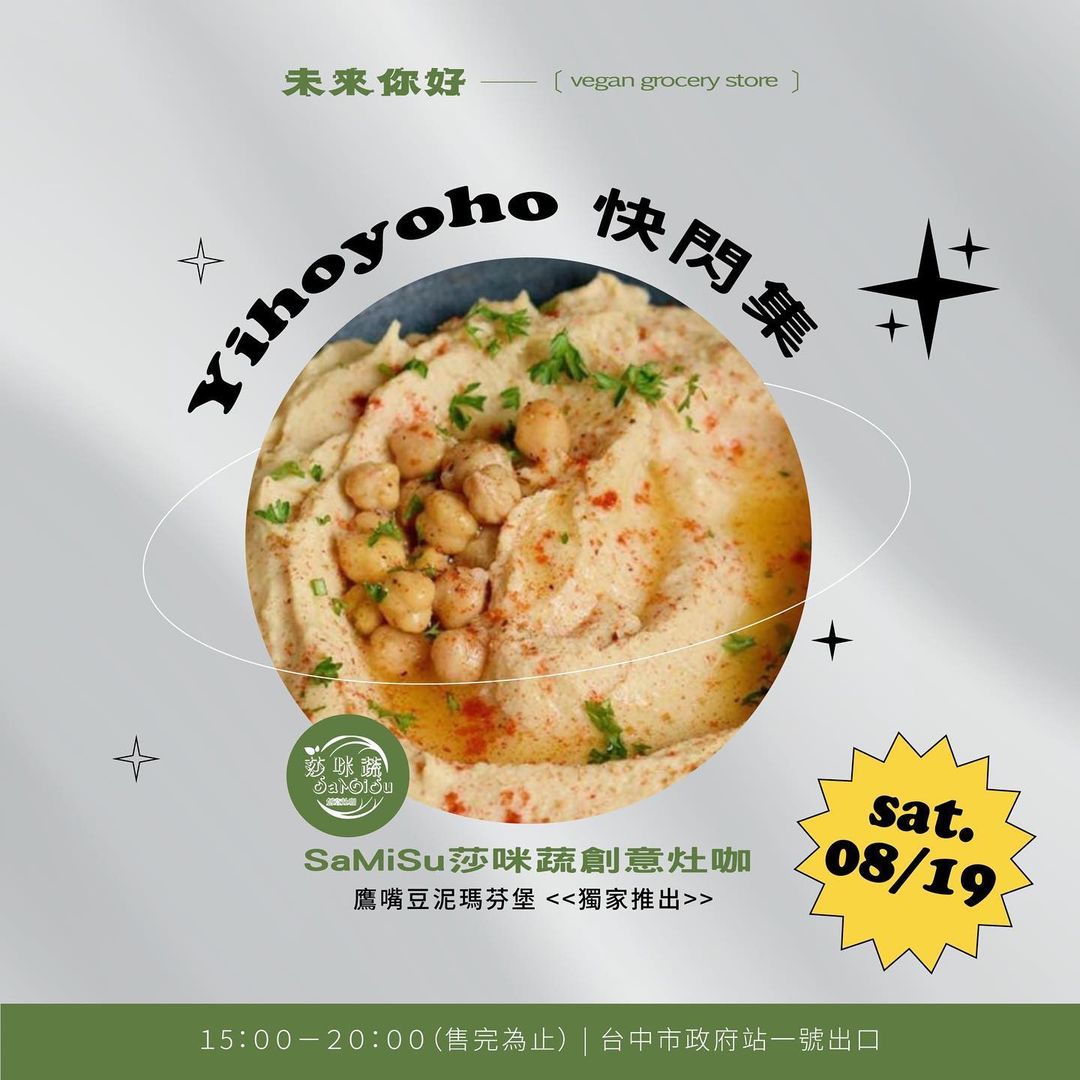 未来你好 —— [ vegan grocery store ]
Yihoyoho 快閃集
莎咪蔬
SaMiSu
SaMiSu莎咪蔬創意灶咖
鷹嘴豆泥瑪芬堡 <<獨家推出>>
sat.
08/19
15:00－20:00(售完為止) | 台中市政府站一號出口